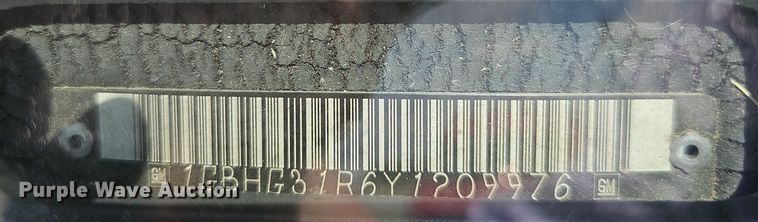 GM 1GBHG31R6Y1209976 GM
Purple Wave Auction